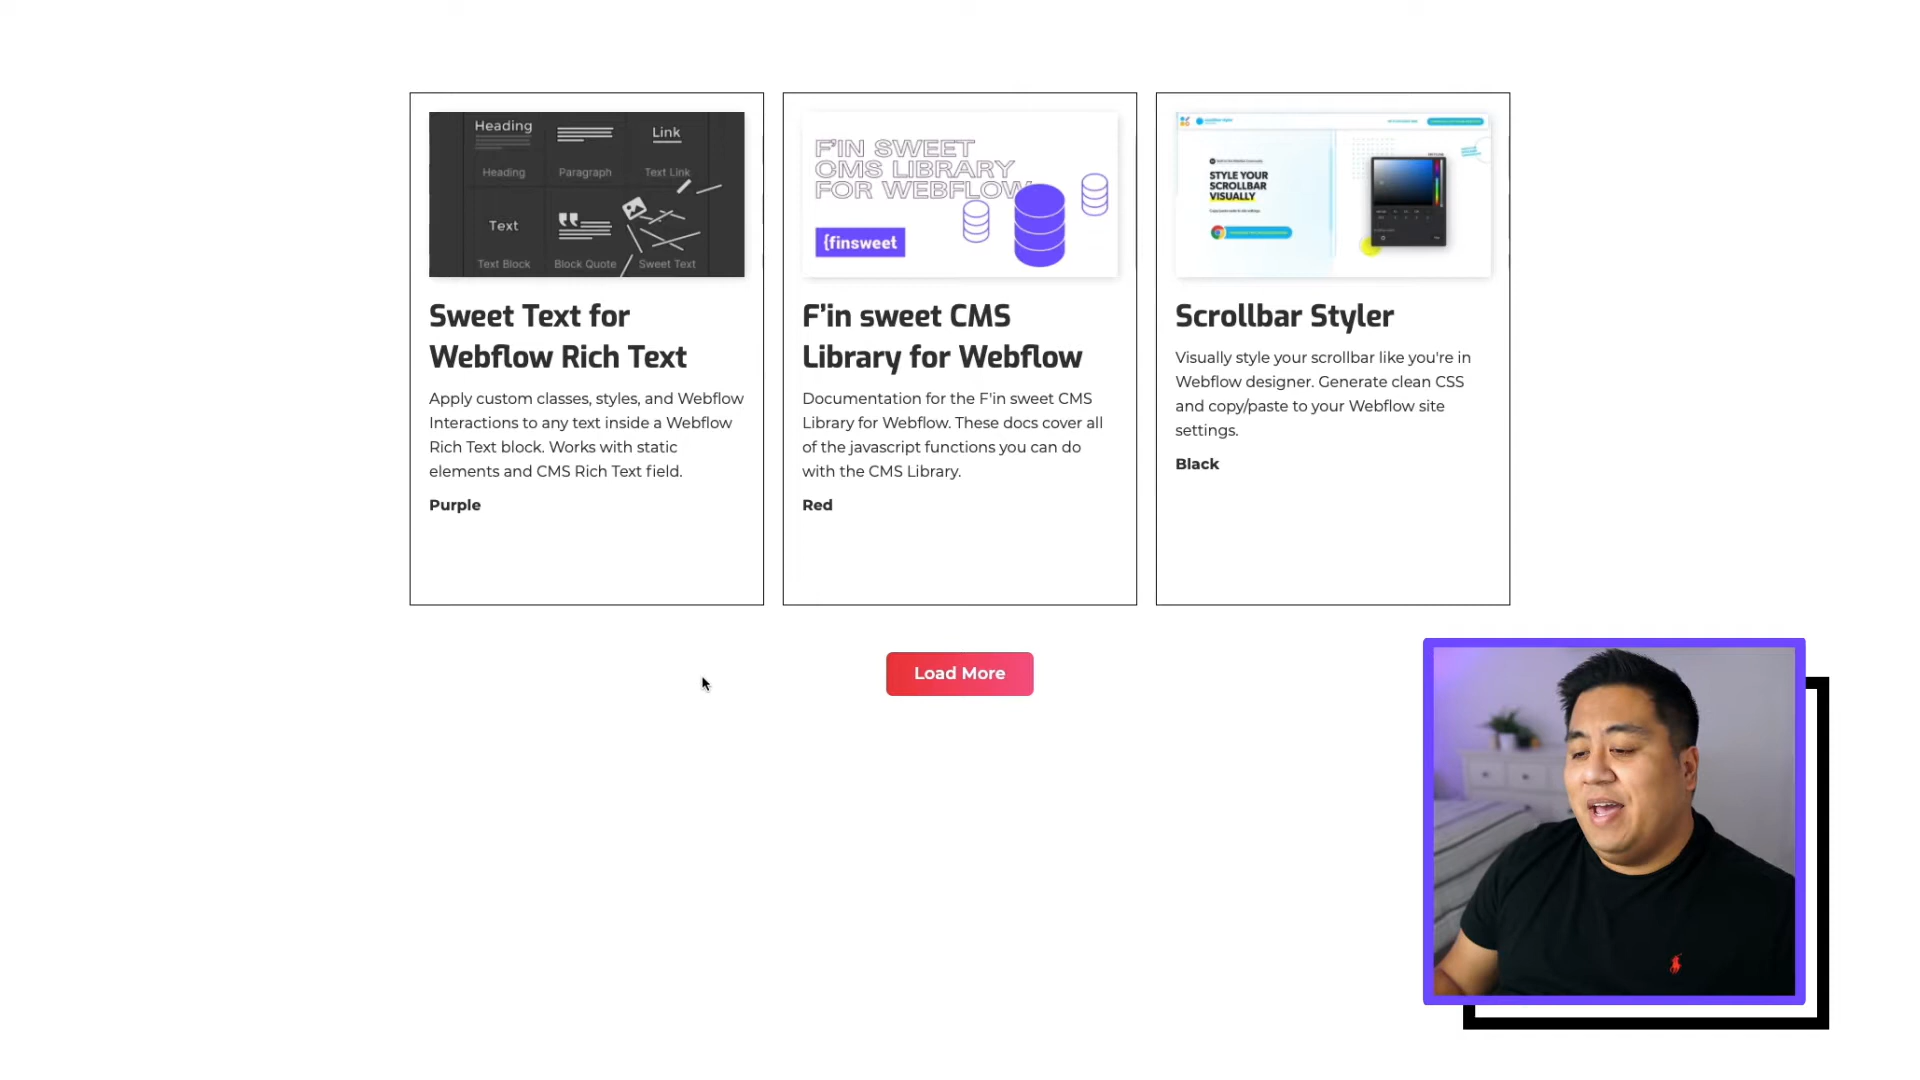 Heading
Link
Heading
Paragraph
Text Link
Text
Text Block
Block Quote
Sweet Text
F'IN SWEET
CMS LIBRARY
FOR WEBFLOW
{finsweet
STYLE YOUR
SCROLLBAR
VISUALLY
Sweet Text for
Webflow Rich Text
Apply custom classes, styles, and Webflow
Interactions to any text inside a Webflow
Rich Text block. Works with static
elements and CMS Rich Text field.
Purple
F’in sweet CMS
Library for Webflow
Documentation for the F'in sweet CMS
Library for Webflow. These docs cover all
of the javascript functions you can do
with the CMS Library.
Red
Scrollbar Styler
Visually style your scrollbar like you're in
Webflow designer. Generate clean CSS
and copy/paste to your Webflow site
settings.
Black
Load More